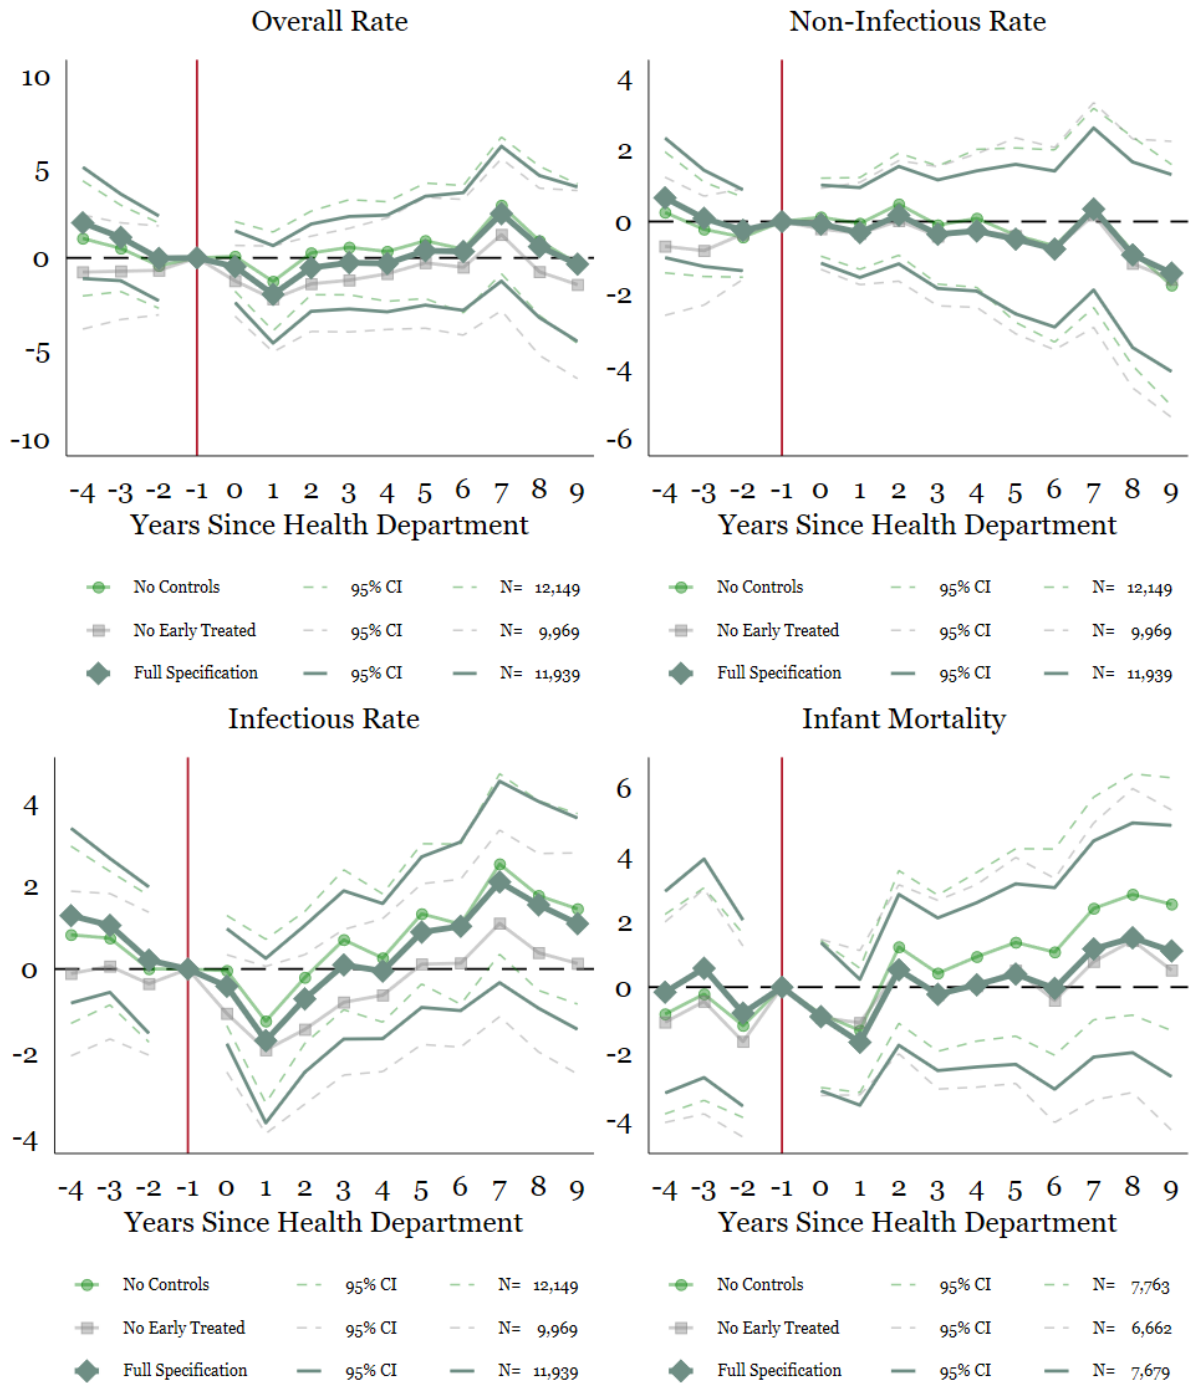 Overall Rate
10
5
0
-5
-10
-4 -3 -2 -1 0 1 2 3 4 5 6 7 8 9
Years Since Health Department
No Controls 95% CI N= 12,149
No Early Treated 95% CI N= 9,969
Full Specification 95% CI N= 11,939
Non-Infectious Rate
4
2
0
-2
-4
-6
-4 -3 -2 -1 0 1 2 3 4 5 6 7 8 9
Years Since Health Department
No Controls 95% CI N= 12,149
No Early Treated 95% CI N= 9,969
Full Specification 95% CI N= 11,939
Infectious Rate
4
2
0
-2
-4
-4 -3 -2 -1 0 1 2 3 4 5 6 7 8 9
Years Since Health Department
No Controls 95% CI N= 12,149
No Early Treated 95% CI N= 9,969
Full Specification 95% CI N= 11,939
Infant Mortality
6
4
2
0
-2
-4
-4 -3 -2 -1 0 1 2 3 4 5 6 7 8 9
Years Since Health Department
No Controls 95% CI N= 7,763
No Early Treated 95% CI N= 6,662
Full Specification 95% CI N= 7,679